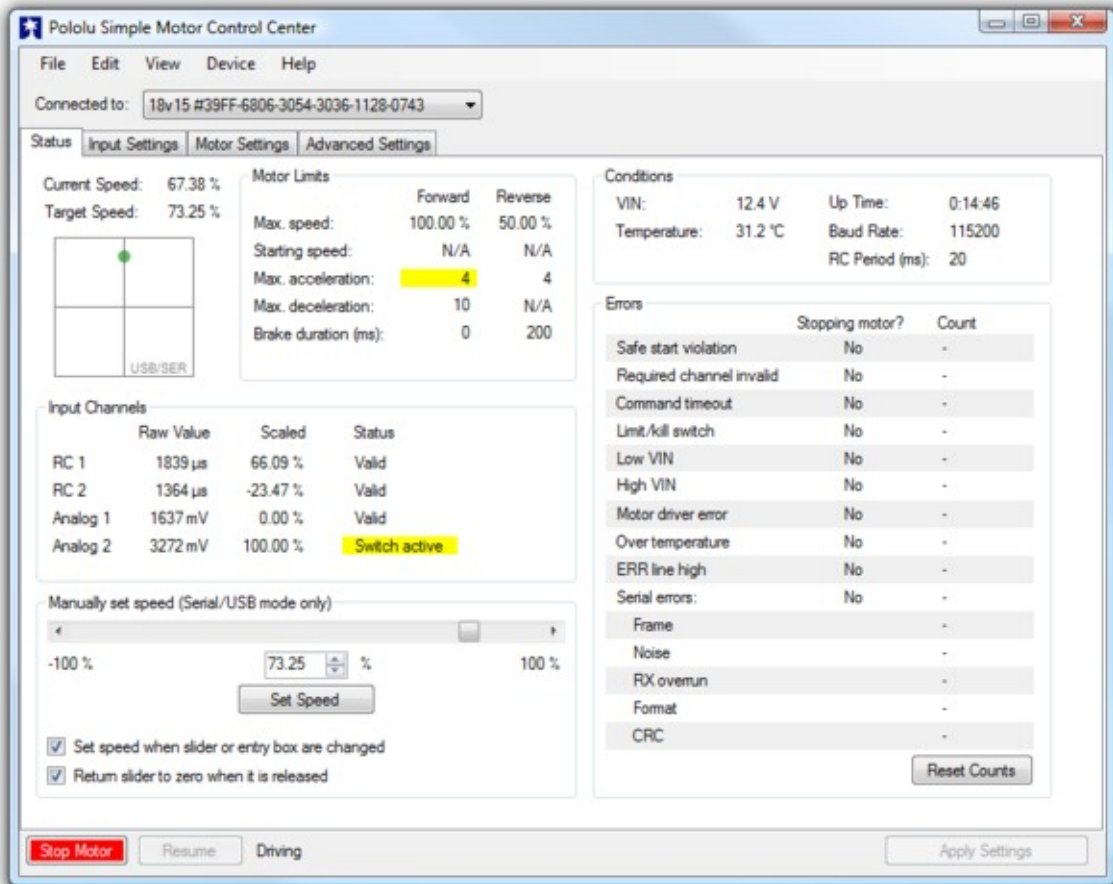 Pololu Simple Motor Control Center
File Edit View Device Help
Connected to: 18v15 #39FF-6806-3054-3036-1128-0743
Status Input Settings Motor Settings Advanced Settings
Current Speed: 67.38 %
Target Speed: 73.25 %
USB/SER
Motor Limits
Forward Reverse
Max. speed: 100.00 % 50.00 %
Starting speed: N/A N/A
Max. acceleration: 4 4
Max. deceleration: 10 N/A
Brake duration (ms): 0 200
Input Channels
Raw Value Scaled Status
RC 1 1839 µs 66.09 % Valid
RC 2 1364 µs -23.47 % Valid
Analog 1 1637 mV 0.00 % Valid
Analog 2 3272 mV 100.00 % Switch active
Manually set speed (Serial/USB mode only)
-100 % 73.25 % 100 %
Set Speed
Set speed when slider or entry box are changed
Return slider to zero when it is released
Conditions
VIN: 12.4 V Up Time: 0:14:46
Temperature: 31.2 °C Baud Rate: 115200
RC Period (ms): 20
Errors
Stopping motor? Count
Safe start violation No -
Required channel invalid No -
Command timeout No -
Limit/kill switch No -
Low VIN No -
High VIN No -
Motor driver error No -
Over temperature No -
ERR line high No -
Serial errors: No -
Frame -
Noise -
RX overrun -
Format -
CRC -
Reset Counts
Stop Motor Resume Driving Apply Settings